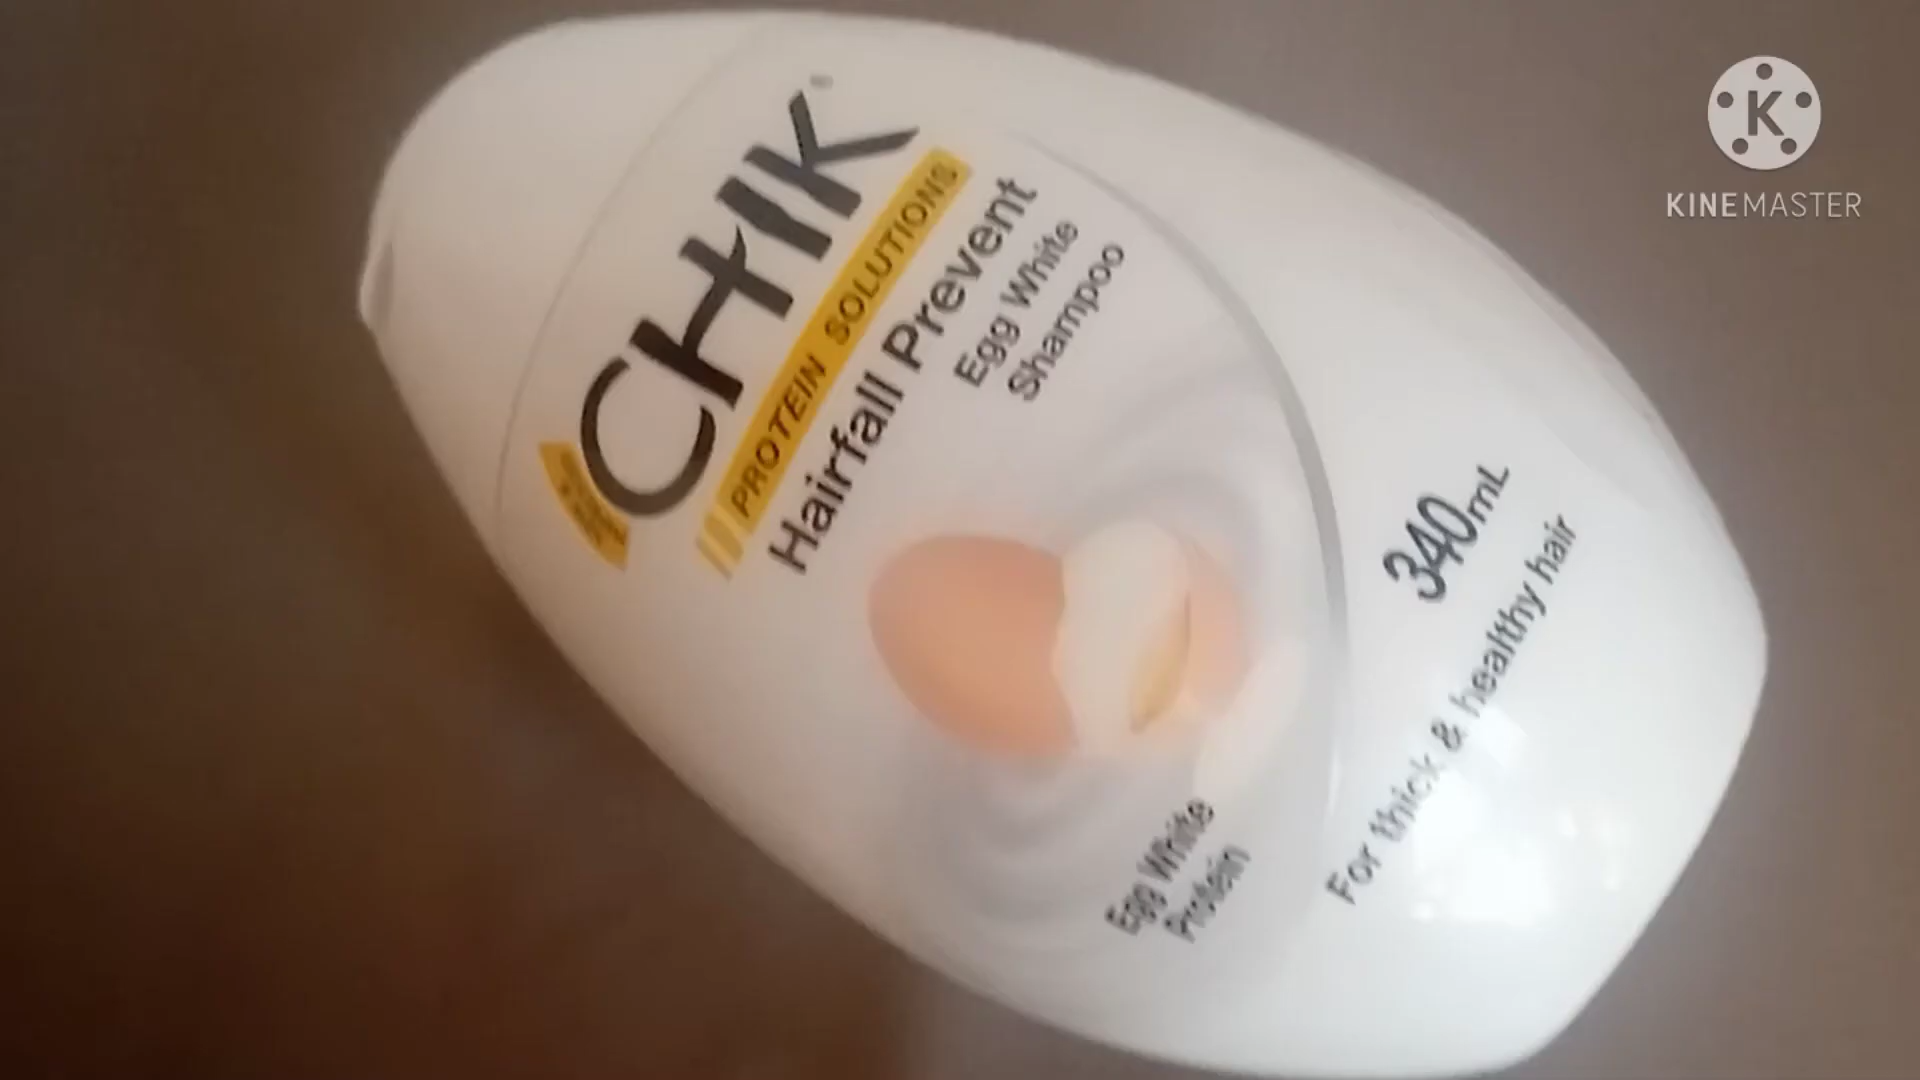 CHIK
PROTEIN SOLUTIONS
Hairfall Prevent
Egg White
Shampoo
Egg White
Protein
340mL
For thick & healthy hair
K
KINEMASTER